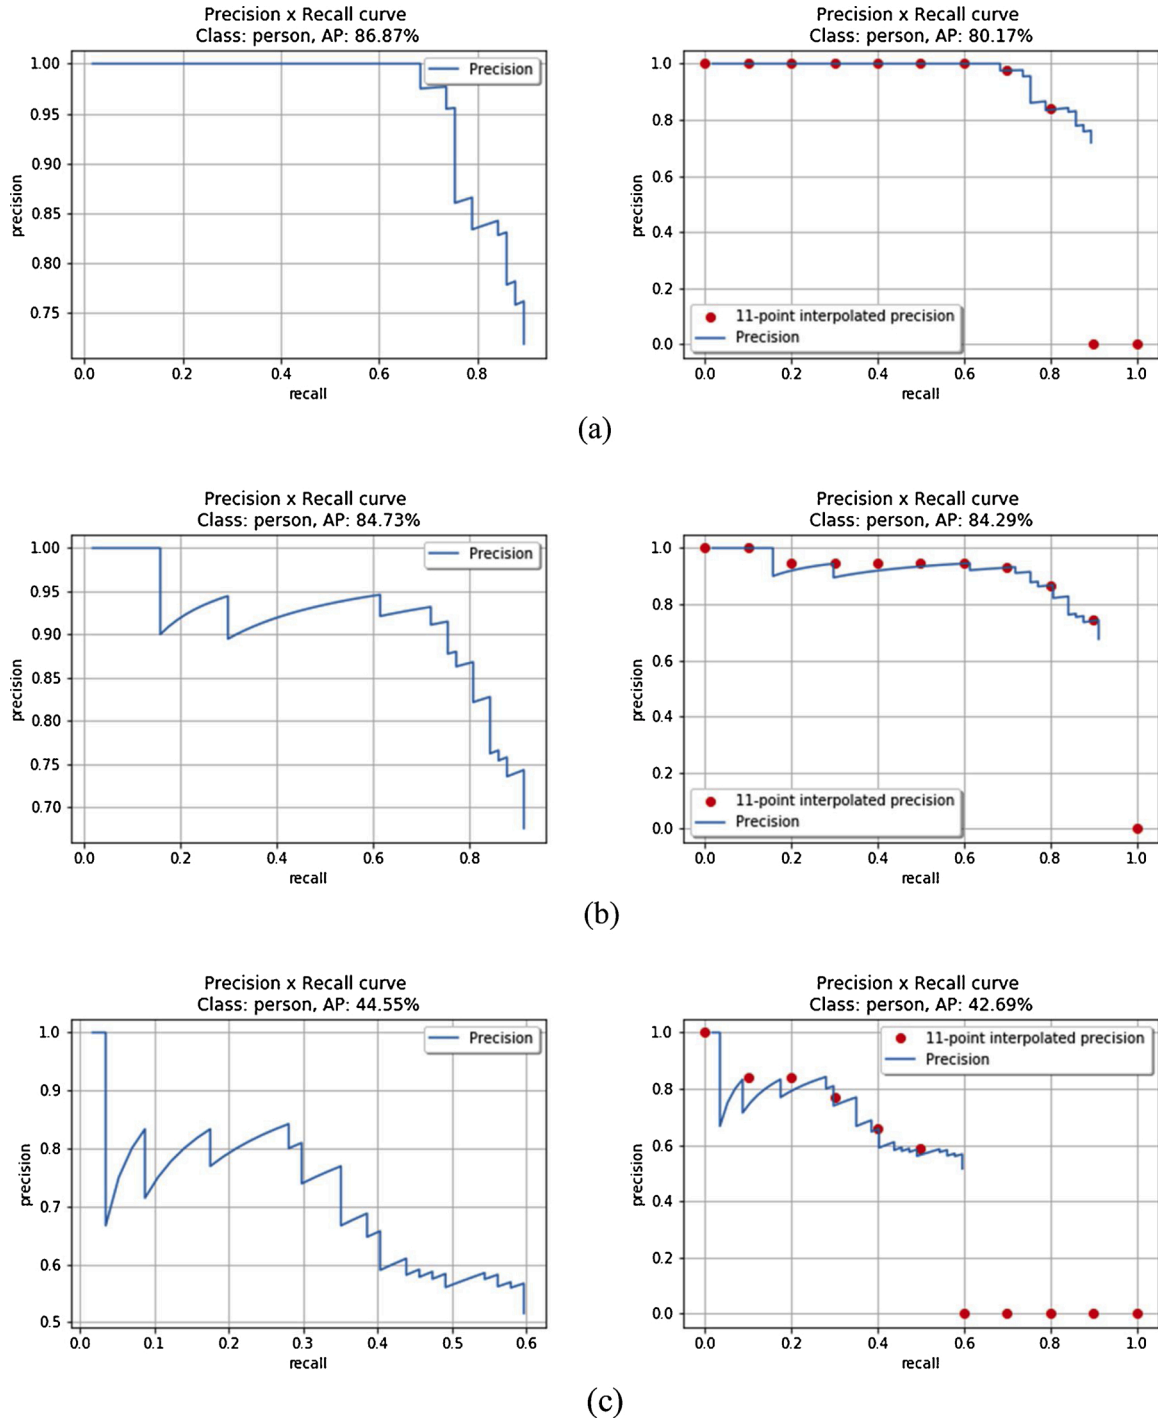 Precision x Recall curve
Class: person, AP: 86.87%
Precision
1.00
0.95
0.90
0.85
0.80
0.75
precision
0.0 0.2 0.4 0.6 0.8
recall
Precision x Recall curve
Class: person, AP: 80.17%
1.0
0.8
0.6
0.4
0.2
0.0
precision
11-point interpolated precision
Precision
0.0 0.2 0.4 0.6 0.8 1.0
recall
(a)
Precision x Recall curve
Class: person, AP: 84.73%
Precision
1.00
0.95
0.90
0.85
0.80
0.75
0.70
precision
0.0 0.2 0.4 0.6 0.8
recall
Precision x Recall curve
Class: person, AP: 84.29%
1.0
0.8
0.6
0.4
0.2
0.0
precision
11-point interpolated precision
Precision
0.0 0.2 0.4 0.6 0.8 1.0
recall
(b)
Precision x Recall curve
Class: person, AP: 44.55%
Precision
1.0
0.9
0.8
0.7
0.6
0.5
precision
0.0 0.1 0.2 0.3 0.4 0.5 0.6
recall
Precision x Recall curve
Class: person, AP: 42.69%
11-point interpolated precision
Precision
1.0
0.8
0.6
0.4
0.2
0.0
precision
0.0 0.2 0.4 0.6 0.8 1.0
recall
(c)